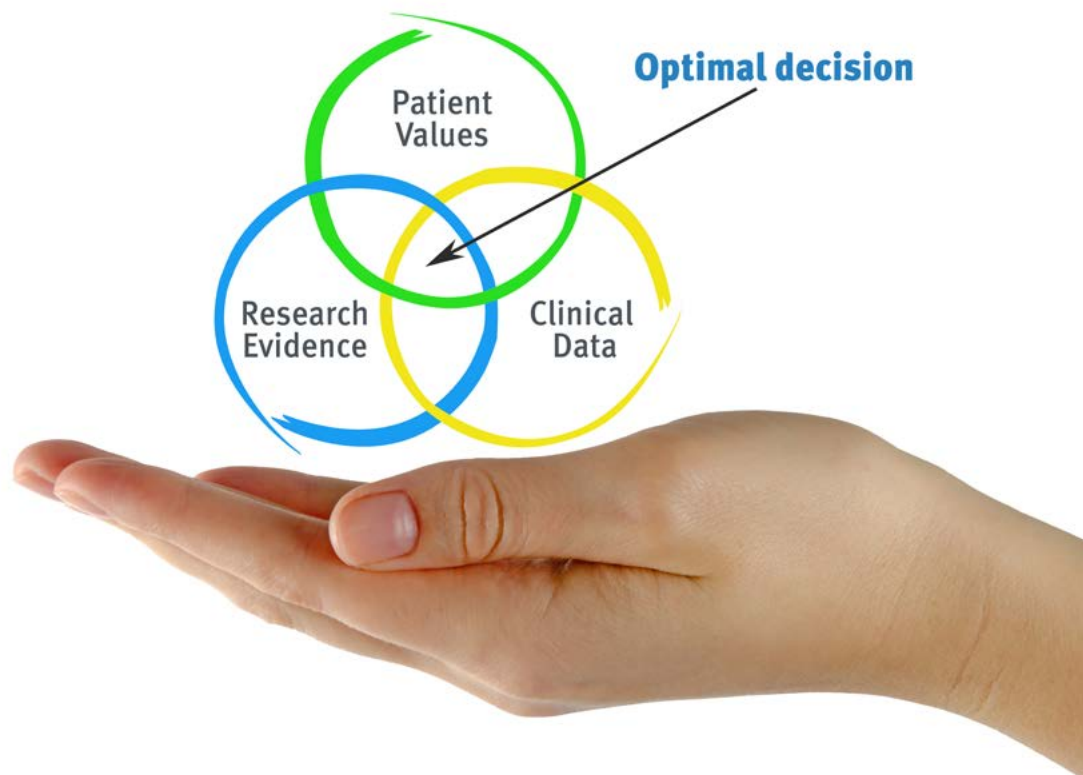 Optimal decision
Patient
Values
Research
Evidence
Clinical
Data